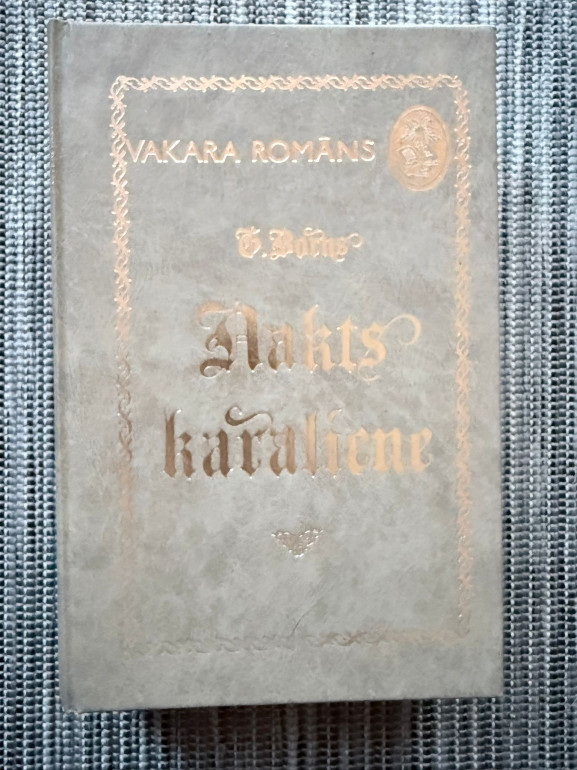 VAKARA ROMĀNS
G. Borns
Nakts
karaliene